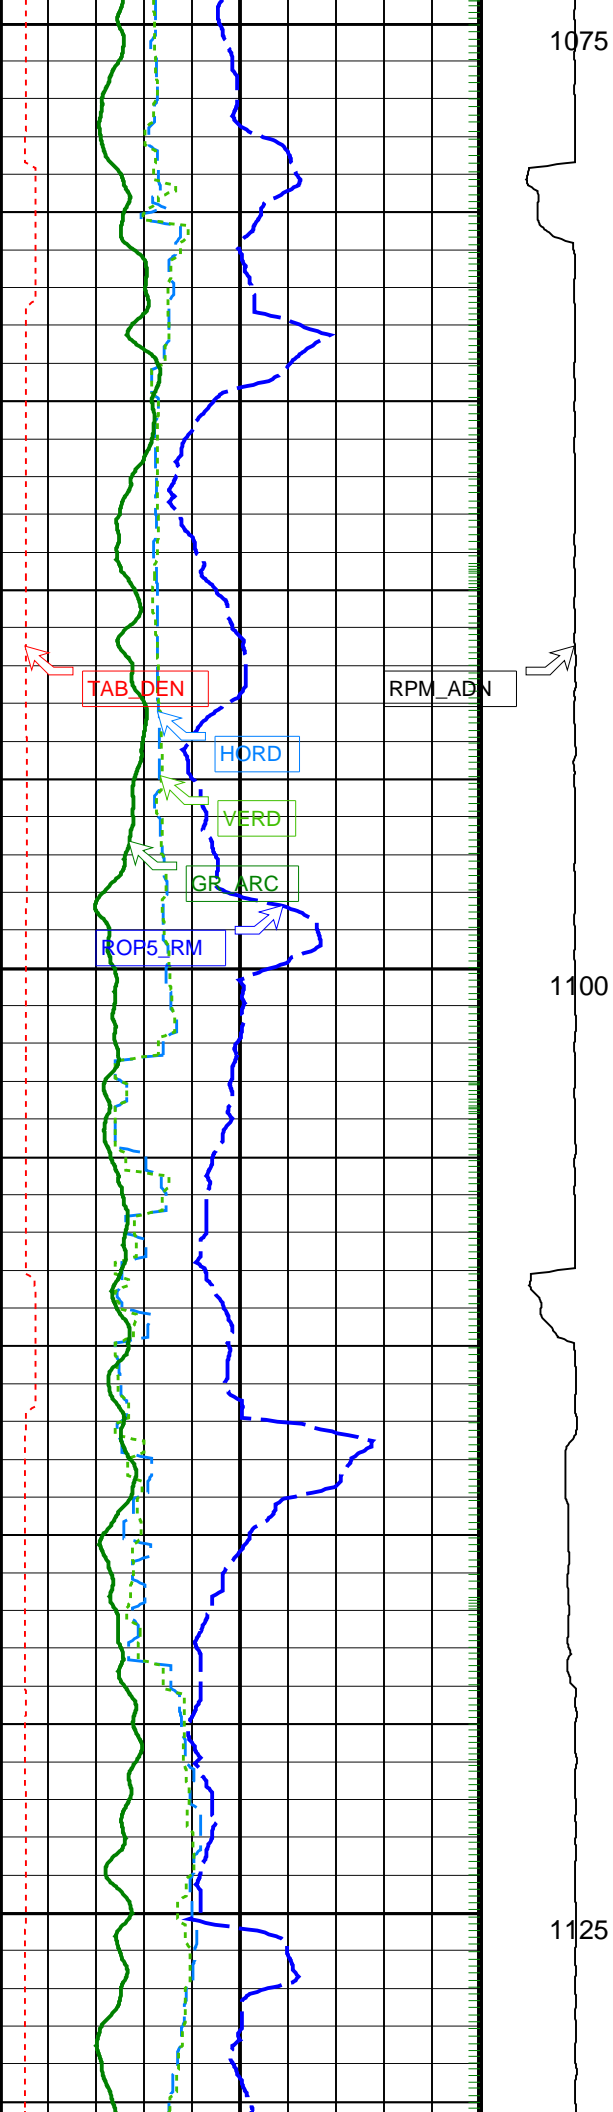 1075
TAB_DEN
RPM_ADN
HORD
VERD
GR_ARC
ROP5_RM
1100
1125